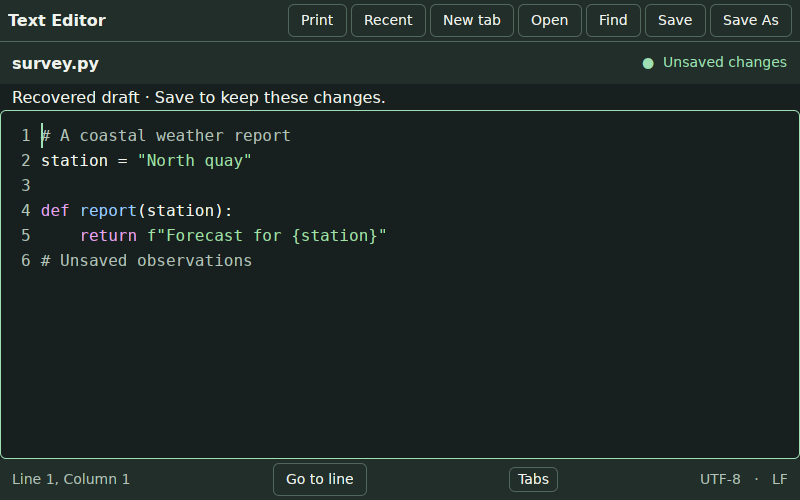 Text Editor Print Recent New tab Open Find Save Save As
survey.py ● Unsaved changes
Recovered draft · Save to keep these changes.
1 # A coastal weather report
2 station = "North quay"
3
4 def report(station):
5     return f"Forecast for {station}"
6 # Unsaved observations
Line 1, Column 1 Go to line Tabs UTF-8 · LF